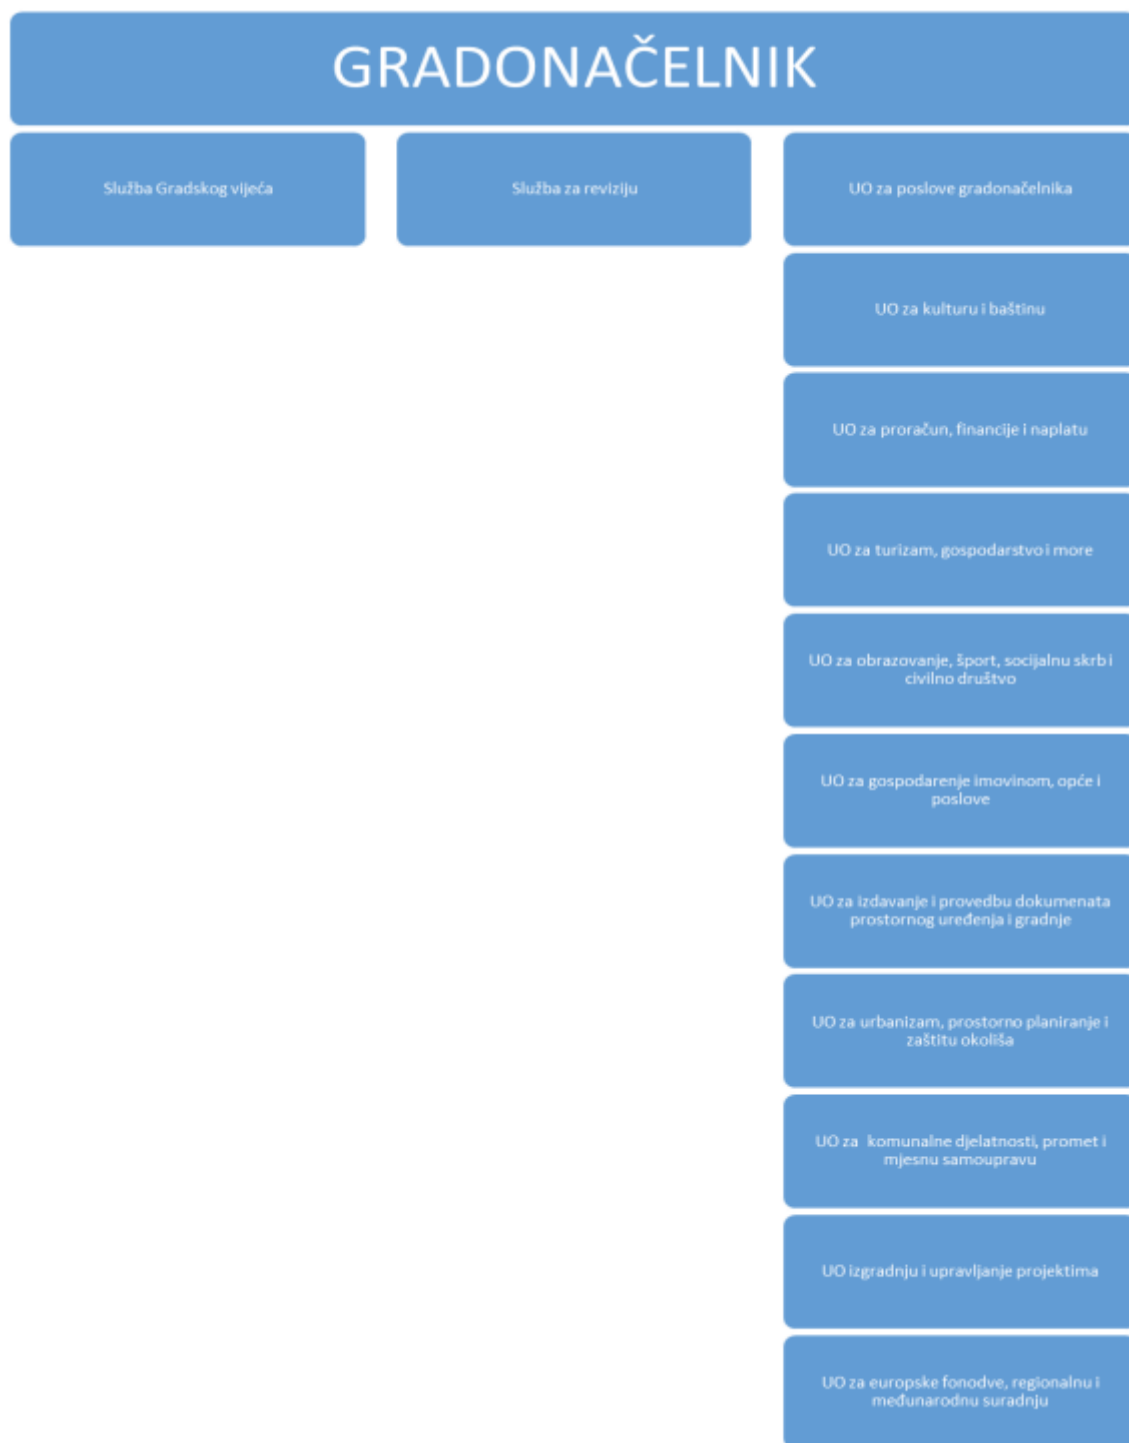 GRADONAČELNIK
Služba Gradskog vijeća
Služba za reviziju
UO za poslove gradonačelnika
UO za kulturu i baštinu
UO za proračun, financije i naplatu
UO za turizam, gospodarstvo i more
UO za obrazovanje, šport, socijalnu skrb i
civilno društvo
UO za gospodarenje imovinom, opće i
poslove
UO za izdavanje i provedbu dokumenata
prostornog uređenja i gradnje
UO za urbanizam, prostorno planiranje i
zaštitu okoliša
UO za  komunalne djelatnosti, promet i
mjesnu samoupravu
UO izgradnju i upravljanje projektima
UO za europske fonodve, regionalnu i
međunarodnu suradnju